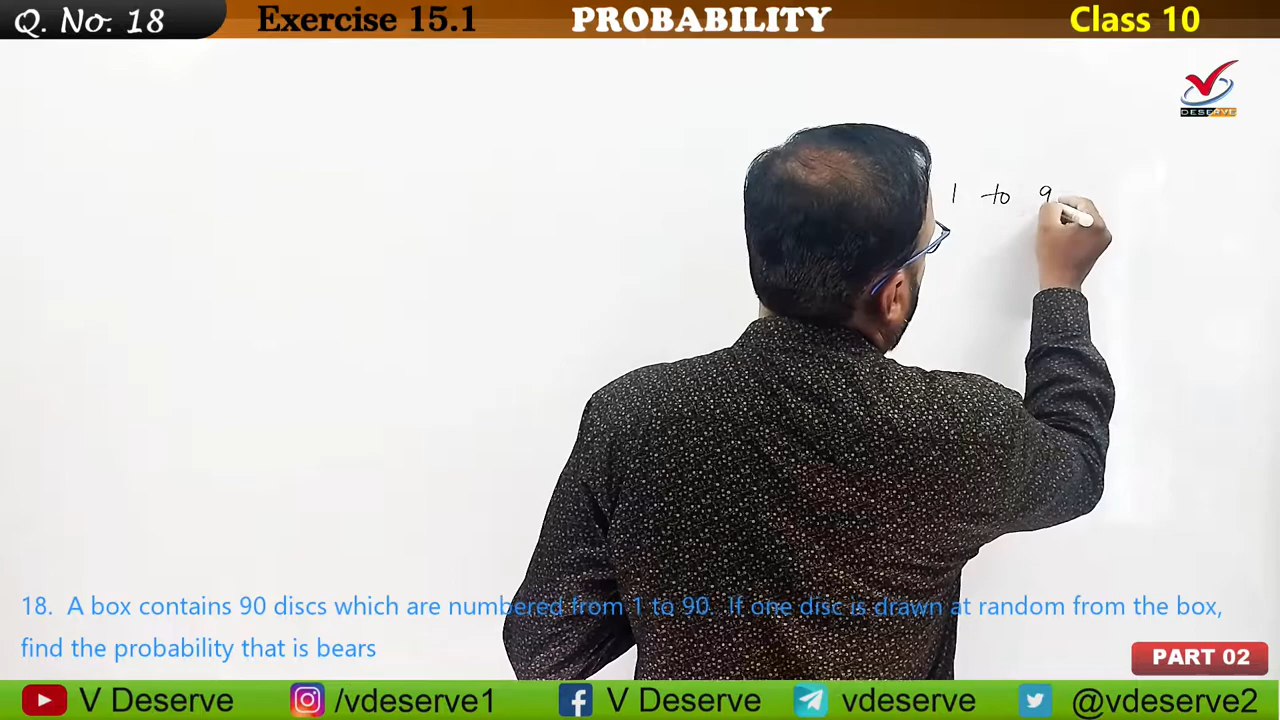 Q. No. 18 Exercise 15.1 PROBABILITY Class 10
DESERVE
1 to 9
18. A box contains 90 discs which are numbered from 1 to 90. If one disc is drawn at random from the box,
find the probability that is bears
PART 02
V Deserve /vdeserve1 V Deserve vdeserve @vdeserve2